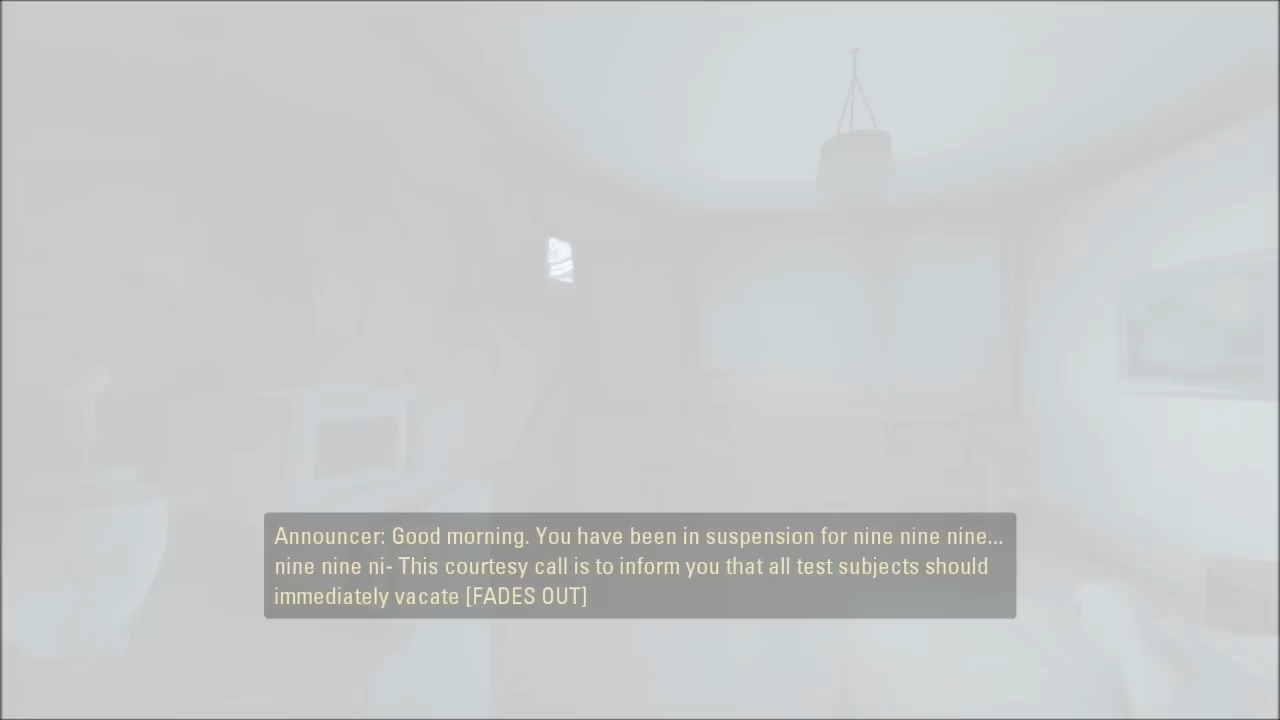 Announcer: Good morning. You have been in suspension for nine nine nine...
nine nine ni- This courtesy call is to inform you that all test subjects should
immediately vacate [FADES OUT]